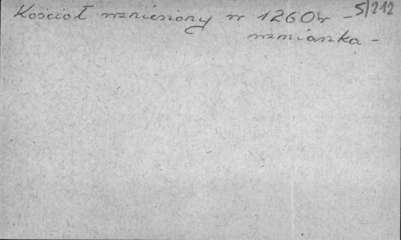 Kościół wzniesiony w 1260r - 5/212
wzmianka -